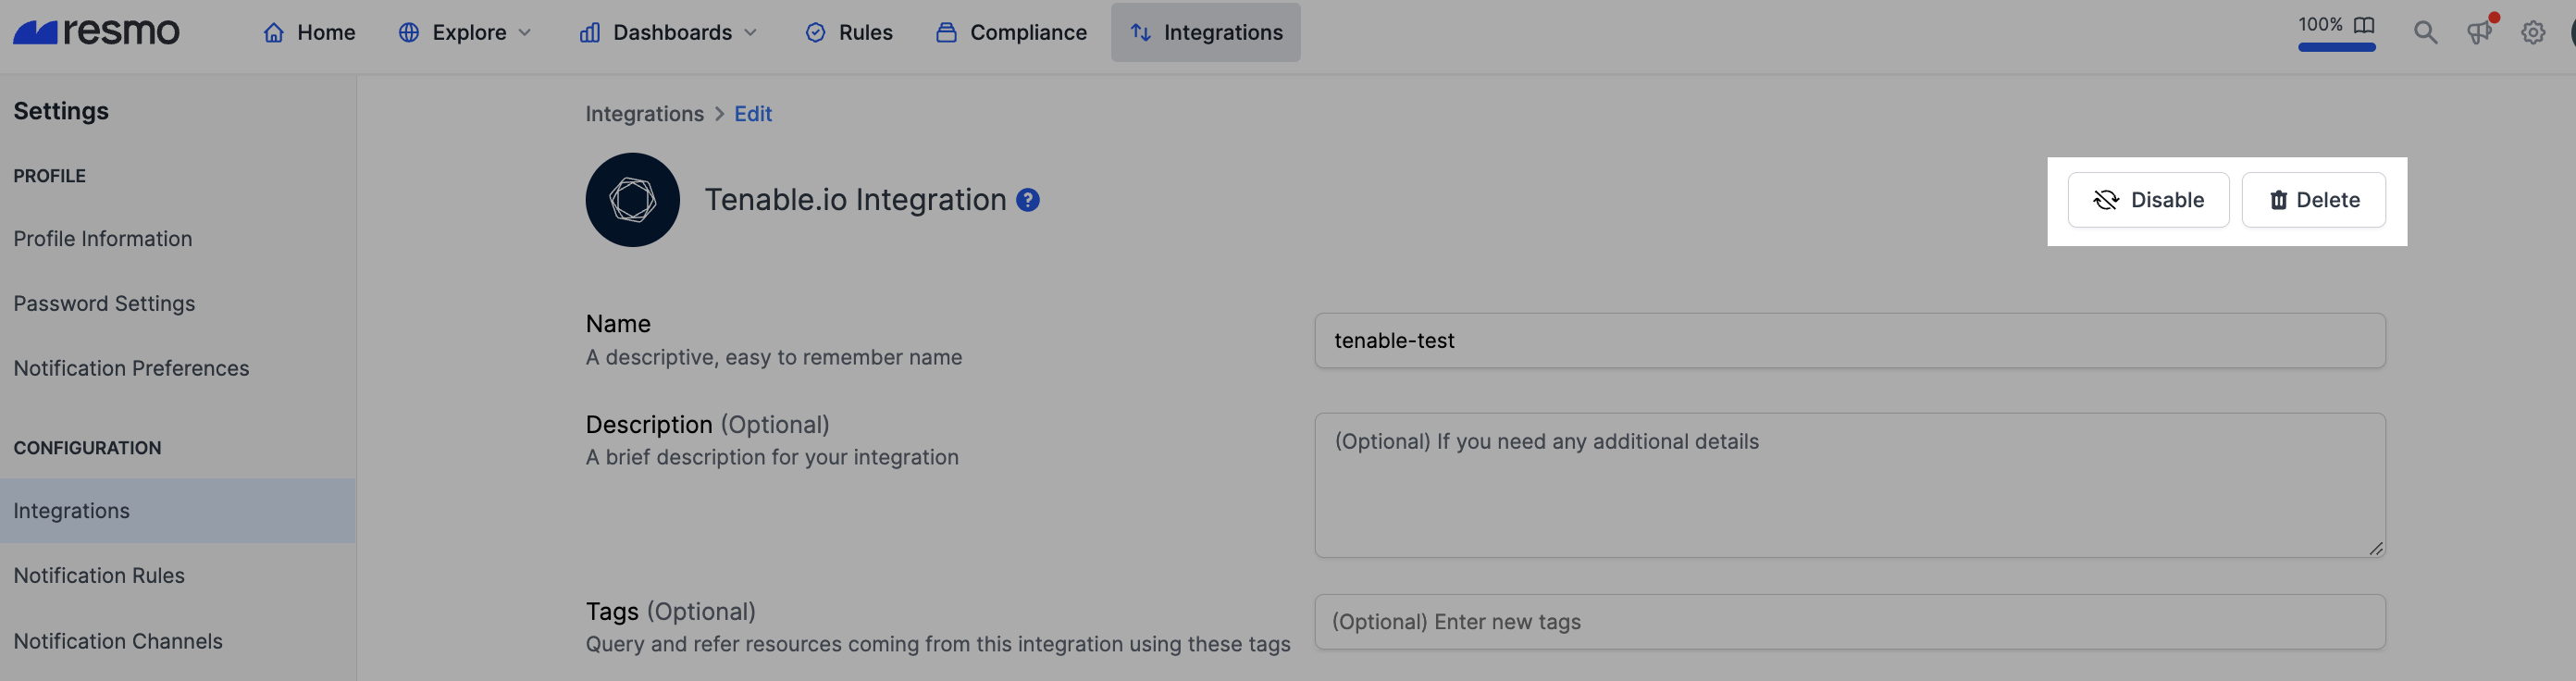 resmo
Home
Explore
Dashboards
Rules
Compliance
Integrations
100%
Settings
PROFILE
Profile Information
Password Settings
Notification Preferences
CONFIGURATION
Integrations
Notification Rules
Notification Channels
Integrations > Edit
Tenable.io Integration ?
Disable
Delete
Name
A descriptive, easy to remember name
tenable-test
Description (Optional)
A brief description for your integration
(Optional) If you need any additional details
Tags (Optional)
Query and refer resources coming from this integration using these tags
(Optional) Enter new tags